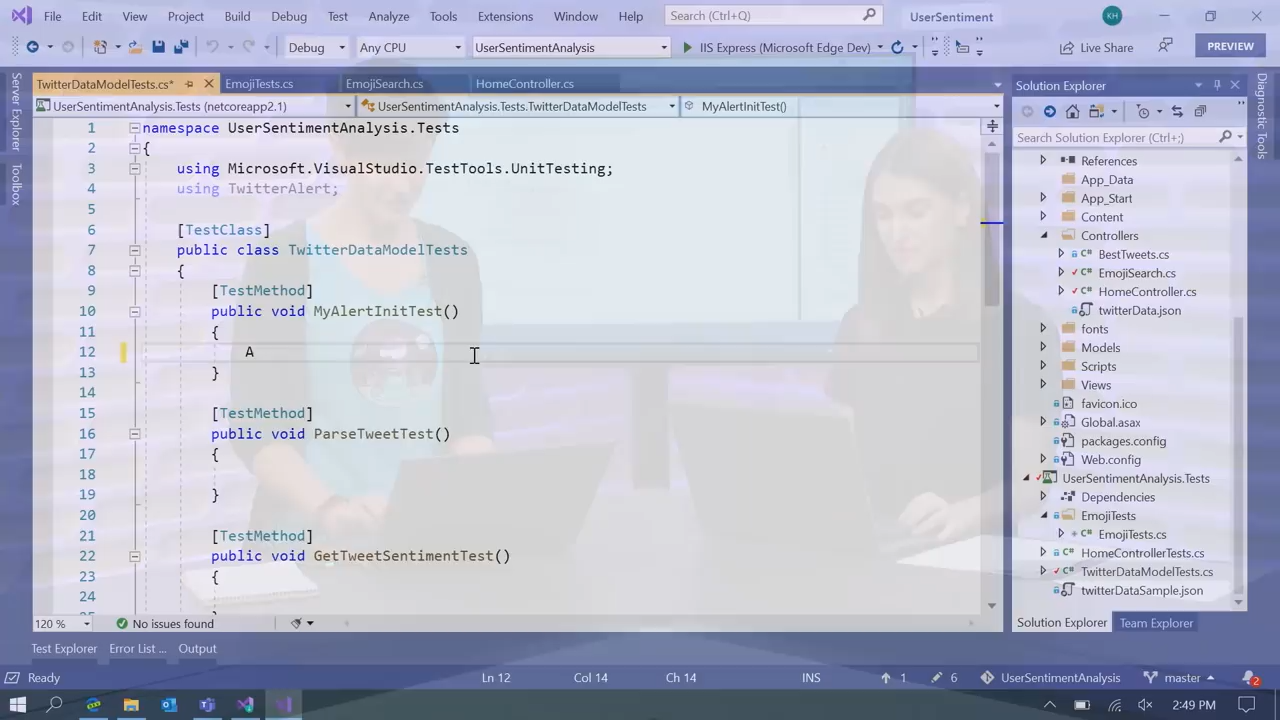 File Edit View Project Build Debug Test Analyze Tools Extensions Window Help Search (Ctrl+Q) UserSentiment KH
Debug Any CPU UserSentimentAnalysis IIS Express (Microsoft Edge Dev) Live Share PREVIEW
Server Explorer
Toolbox
TwitterDataModelTests.cs* EmojiTests.cs EmojiSearch.cs HomeController.cs
UserSentimentAnalysis.Tests (netcoreapp2.1) UserSentimentAnalysis.Tests.TwitterDataModelTests MyAlertInitTest()
1 namespace UserSentimentAnalysis.Tests
2 {
3 using Microsoft.VisualStudio.TestTools.UnitTesting;
4 using TwitterAlert;
5
6 [TestClass]
7 public class TwitterDataModelTests
8 {
9 [TestMethod]
10 public void MyAlertInitTest()
11 {
12 A
13 }
14
15 [TestMethod]
16 public void ParseTweetTest()
17 {
18
19 }
20
21 [TestMethod]
22 public void GetTweetSentimentTest()
23 {
24
25
120 % No issues found
Solution Explorer
Search Solution Explorer (Ctrl+;)
References
App_Data
App_Start
Content
Controllers
C# BestTweets.cs
C# EmojiSearch.cs
C# HomeController.cs
twitterData.json
fonts
Models
Scripts
Views
favicon.ico
Global.asax
packages.config
Web.config
UserSentimentAnalysis.Tests
Dependencies
EmojiTests
C# EmojiTests.cs
C# HomeControllerTests.cs
C# TwitterDataModelTests.cs
twitterDataSample.json
Solution Explorer Team Explorer
Diagnostic Tools
Test Explorer Error List ... Output
Ready Ln 12 Col 14 Ch 14 INS 1 6 UserSentimentAnalysis master 2
2:49 PM